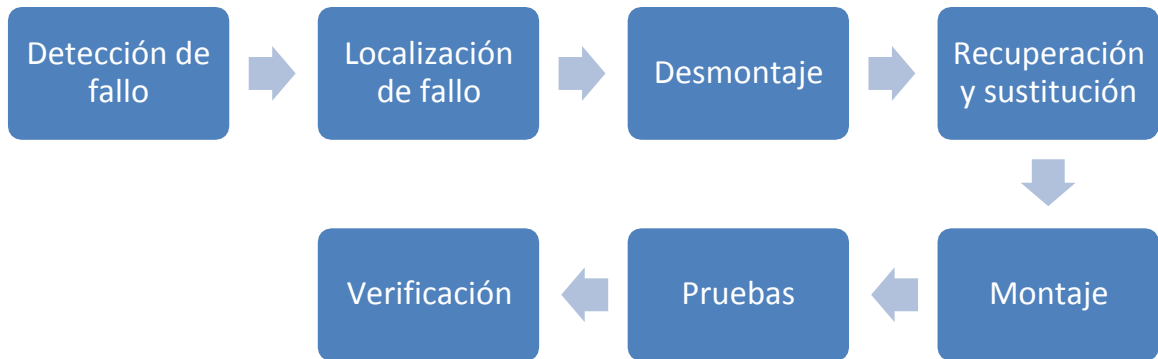 Detección de
fallo
Localización
de fallo
Desmontaje
Recuperación
y sustitución
Montaje
Pruebas
Verificación